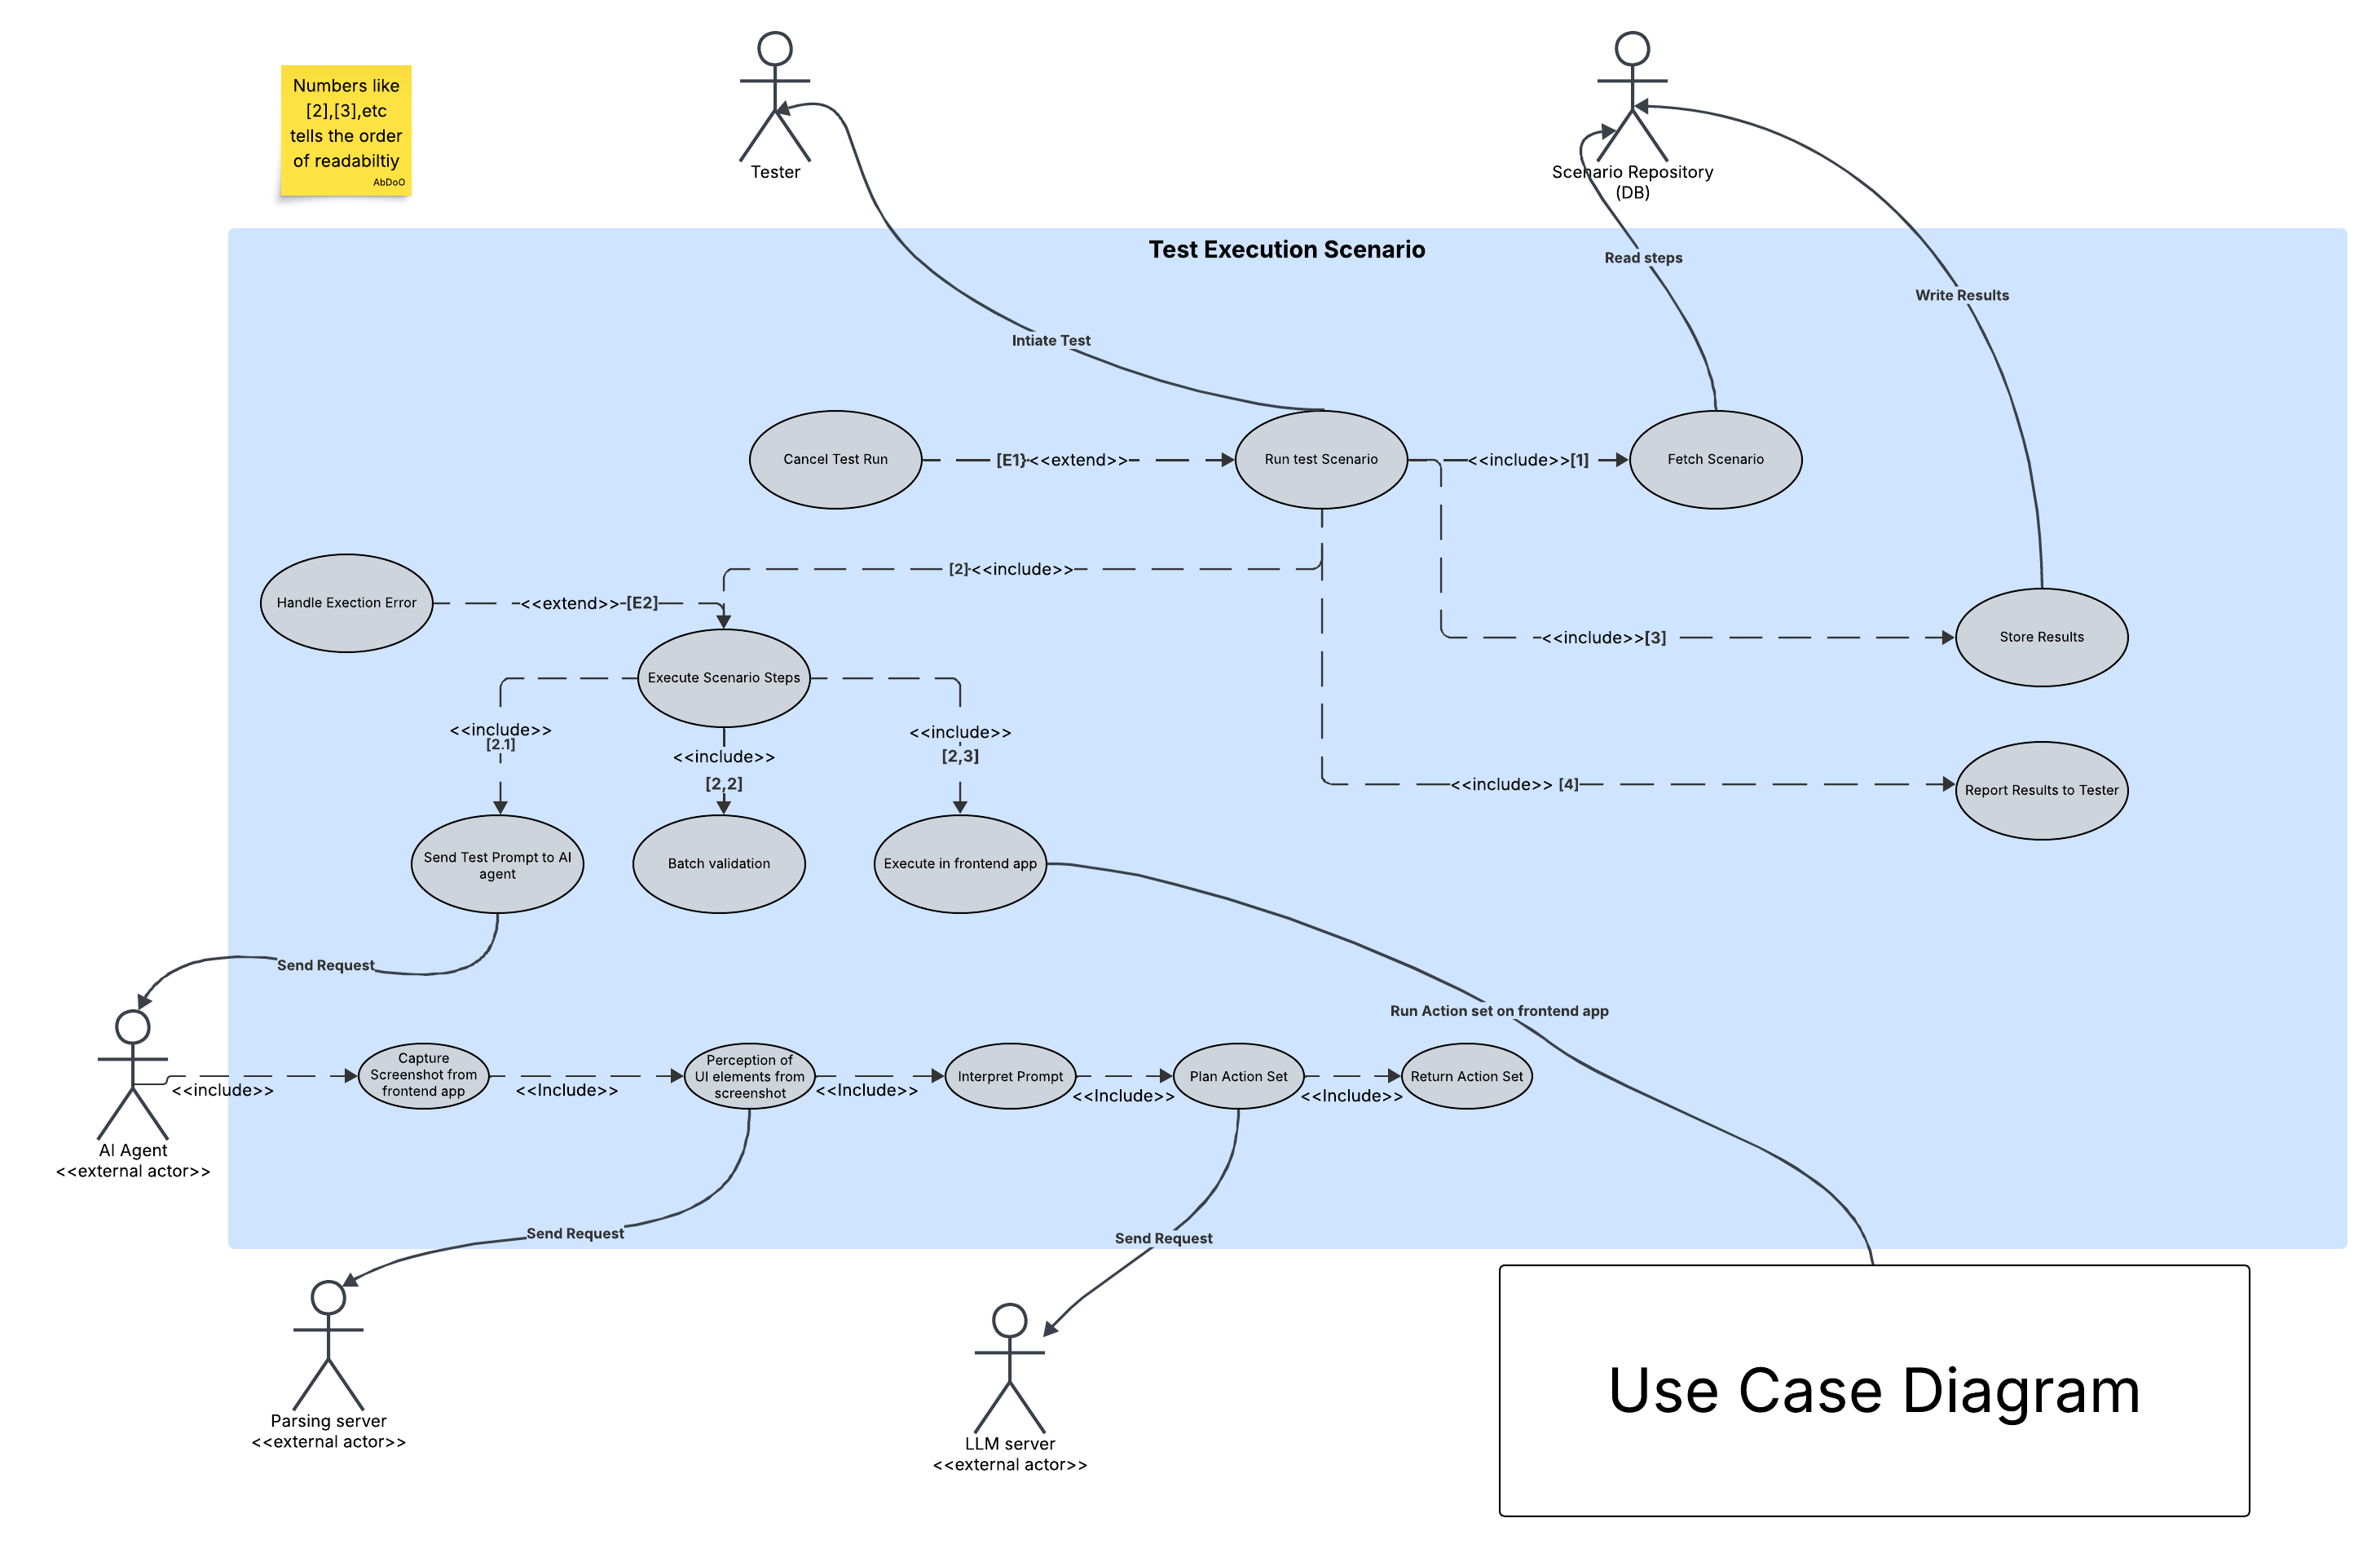 Numbers like
[2],[3],etc
tells the order
of readabiltiy
AbDoO
Tester
Scenario Repository
(DB)
Test Execution Scenario
Read steps
Write Results
Intiate Test
Cancel Test Run
[E1}<<extend>>
Run test Scenario
<<include>>[1]
Fetch Scenario
[2]<<include>>
Handle Exection Error
<<extend>>[E2]
<<include>>[3]
Store Results
Execute Scenario Steps
<<include>>
[2.1]
<<include>>
[2,2]
<<include>>
[2,3]
<<include>> [4]
Report Results to Tester
Send Test Prompt to AI
agent
Batch validation
Execute in frontend app
Send Request
Run Action set on frontend app
AI Agent
<<external actor>>
<<include>>
Capture
Screenshot from
frontend app
<<Include>>
Perception of
UI elements from
screenshot
<<Include>>
Interpret Prompt
<<Include>>
Plan Action Set
<<Include>>
Return Action Set
Send Request
Send Request
Parsing server
<<external actor>>
LLM server
<<external actor>>
Use Case Diagram